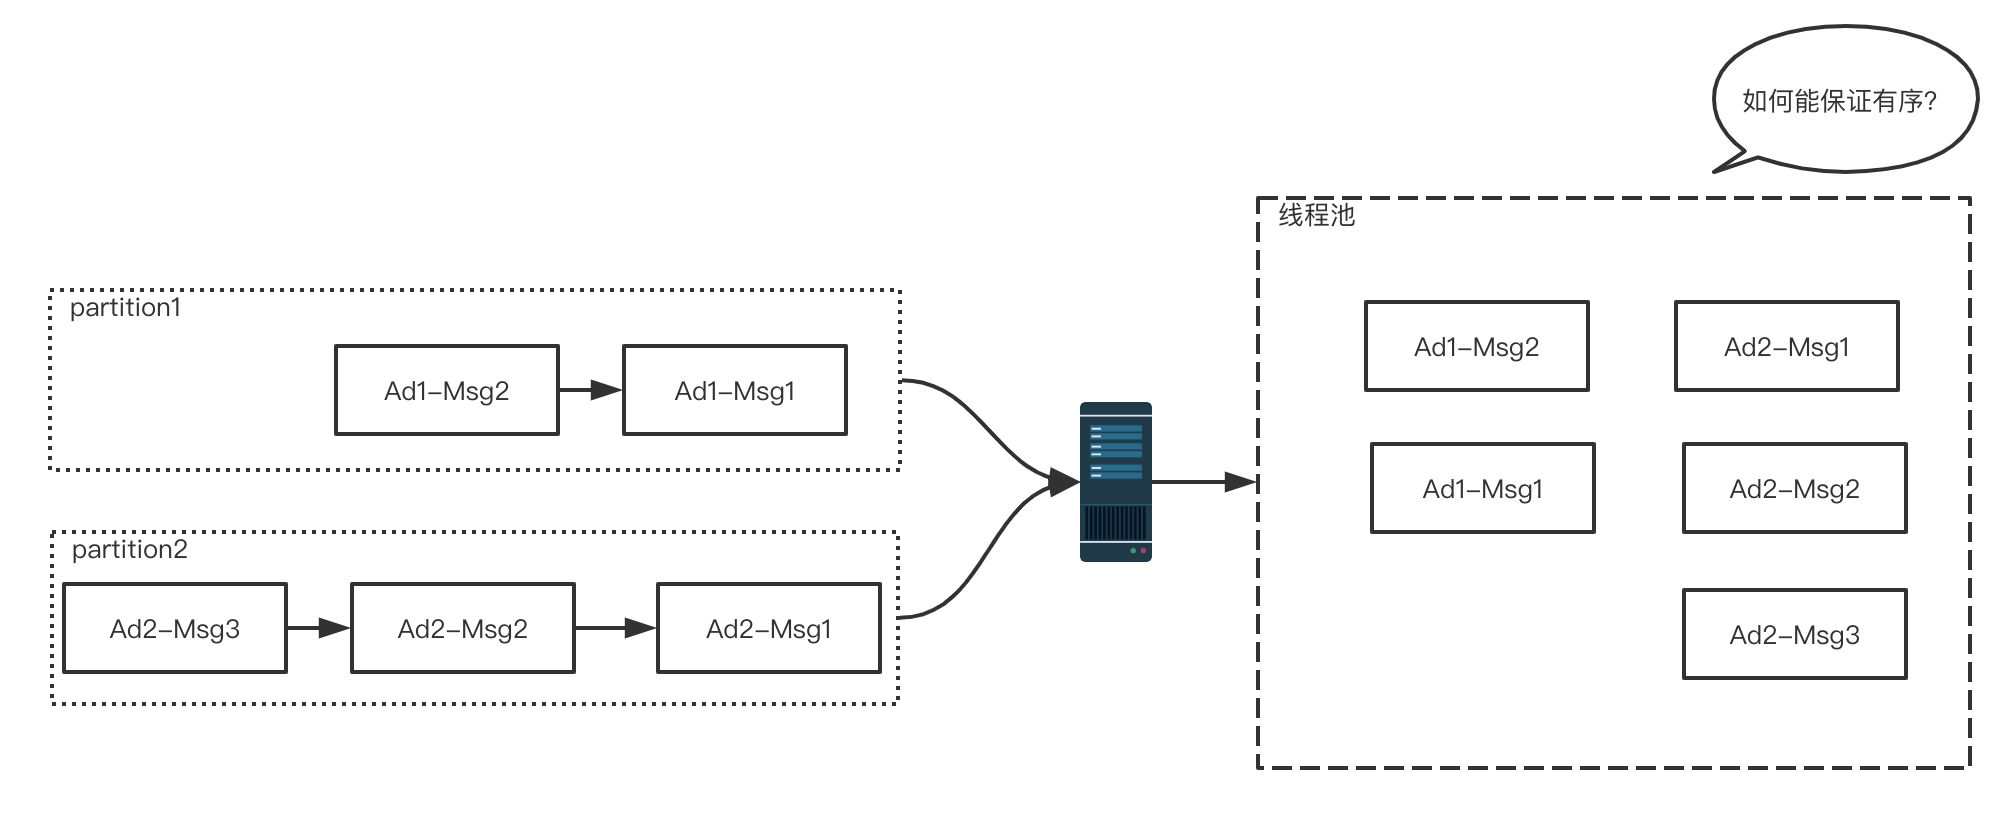 如何能保证有序?
线程池
partition1
Ad1-Msg2
Ad1-Msg1
partition2
Ad2-Msg3
Ad2-Msg2
Ad2-Msg1
Ad1-Msg2
Ad2-Msg1
Ad1-Msg1
Ad2-Msg2
Ad2-Msg3